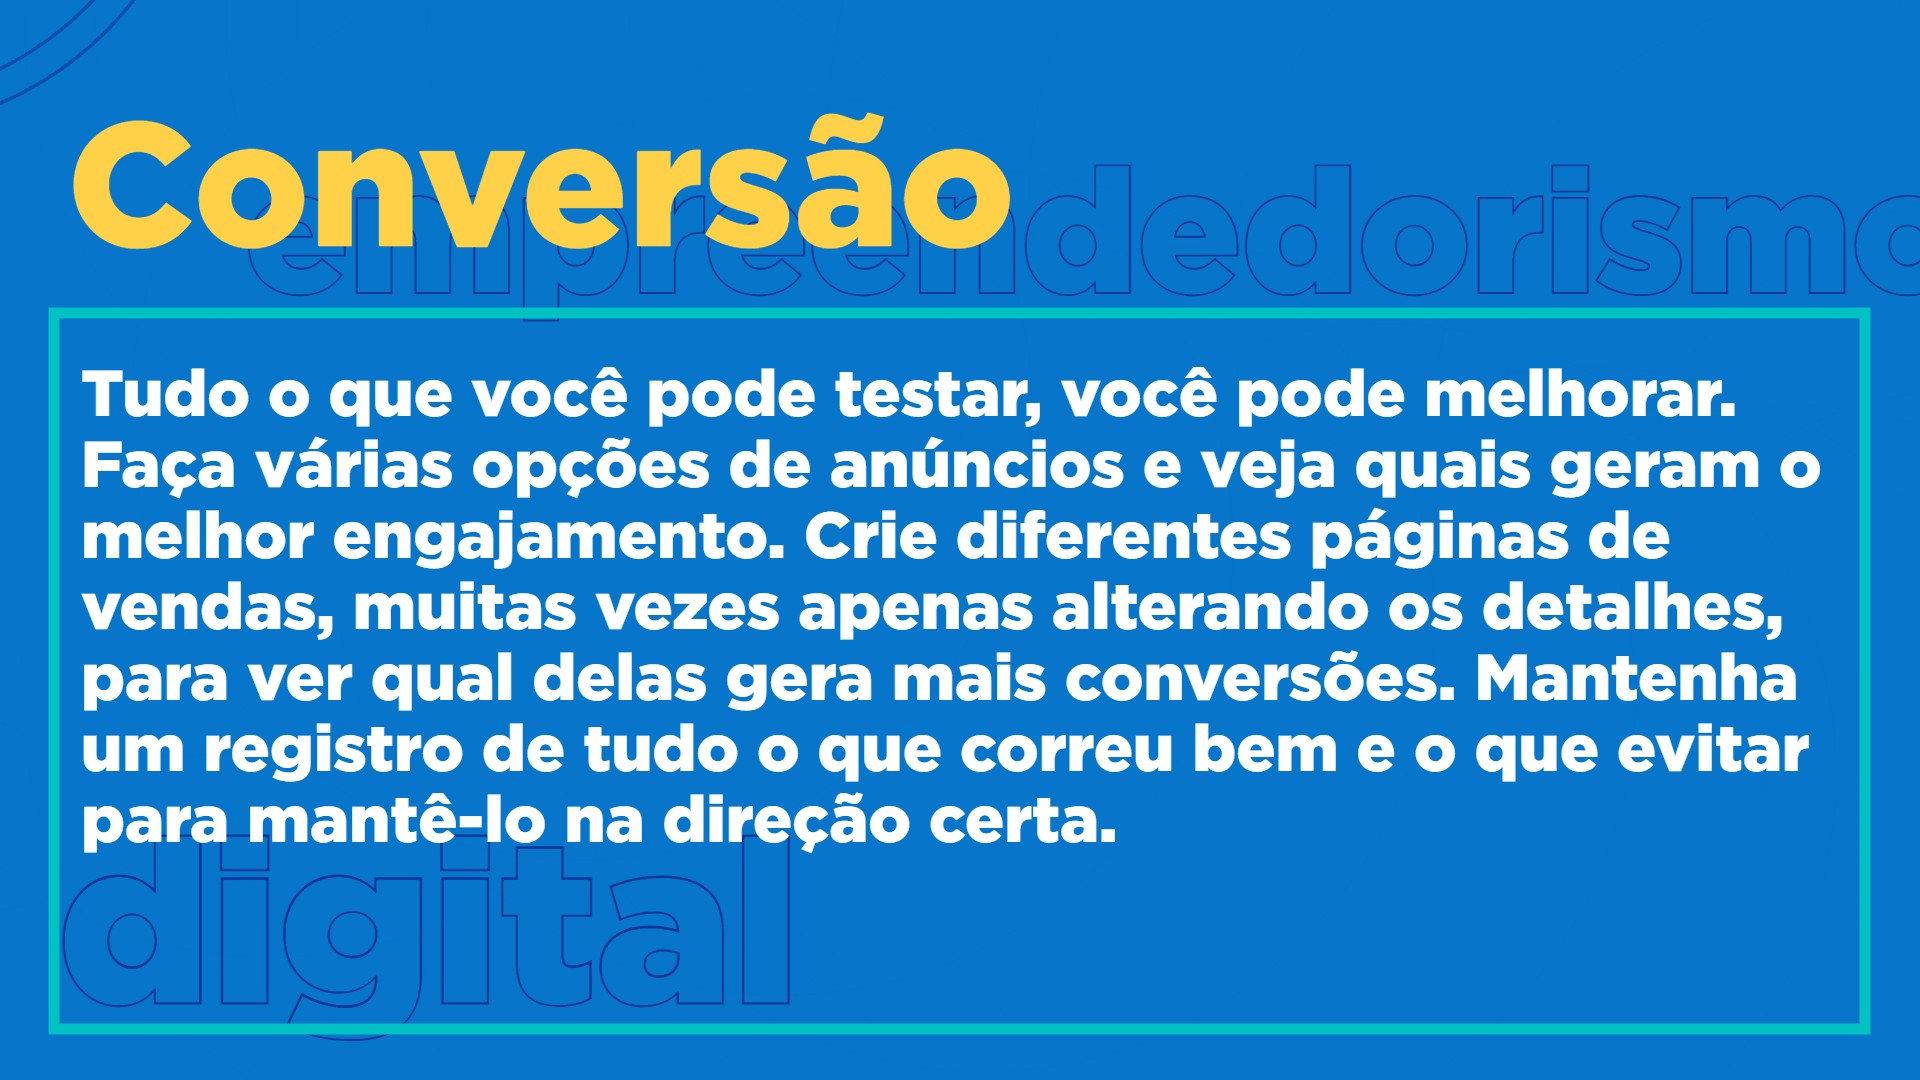 Conversão
empreendedorismo
Tudo o que você pode testar, você pode melhorar.
Faça várias opções de anúncios e veja quais geram o
melhor engajamento. Crie diferentes páginas de
vendas, muitas vezes apenas alterando os detalhes,
para ver qual delas gera mais conversões. Mantenha
um registro de tudo o que correu bem e o que evitar
para mantê-lo na direção certa.
digital